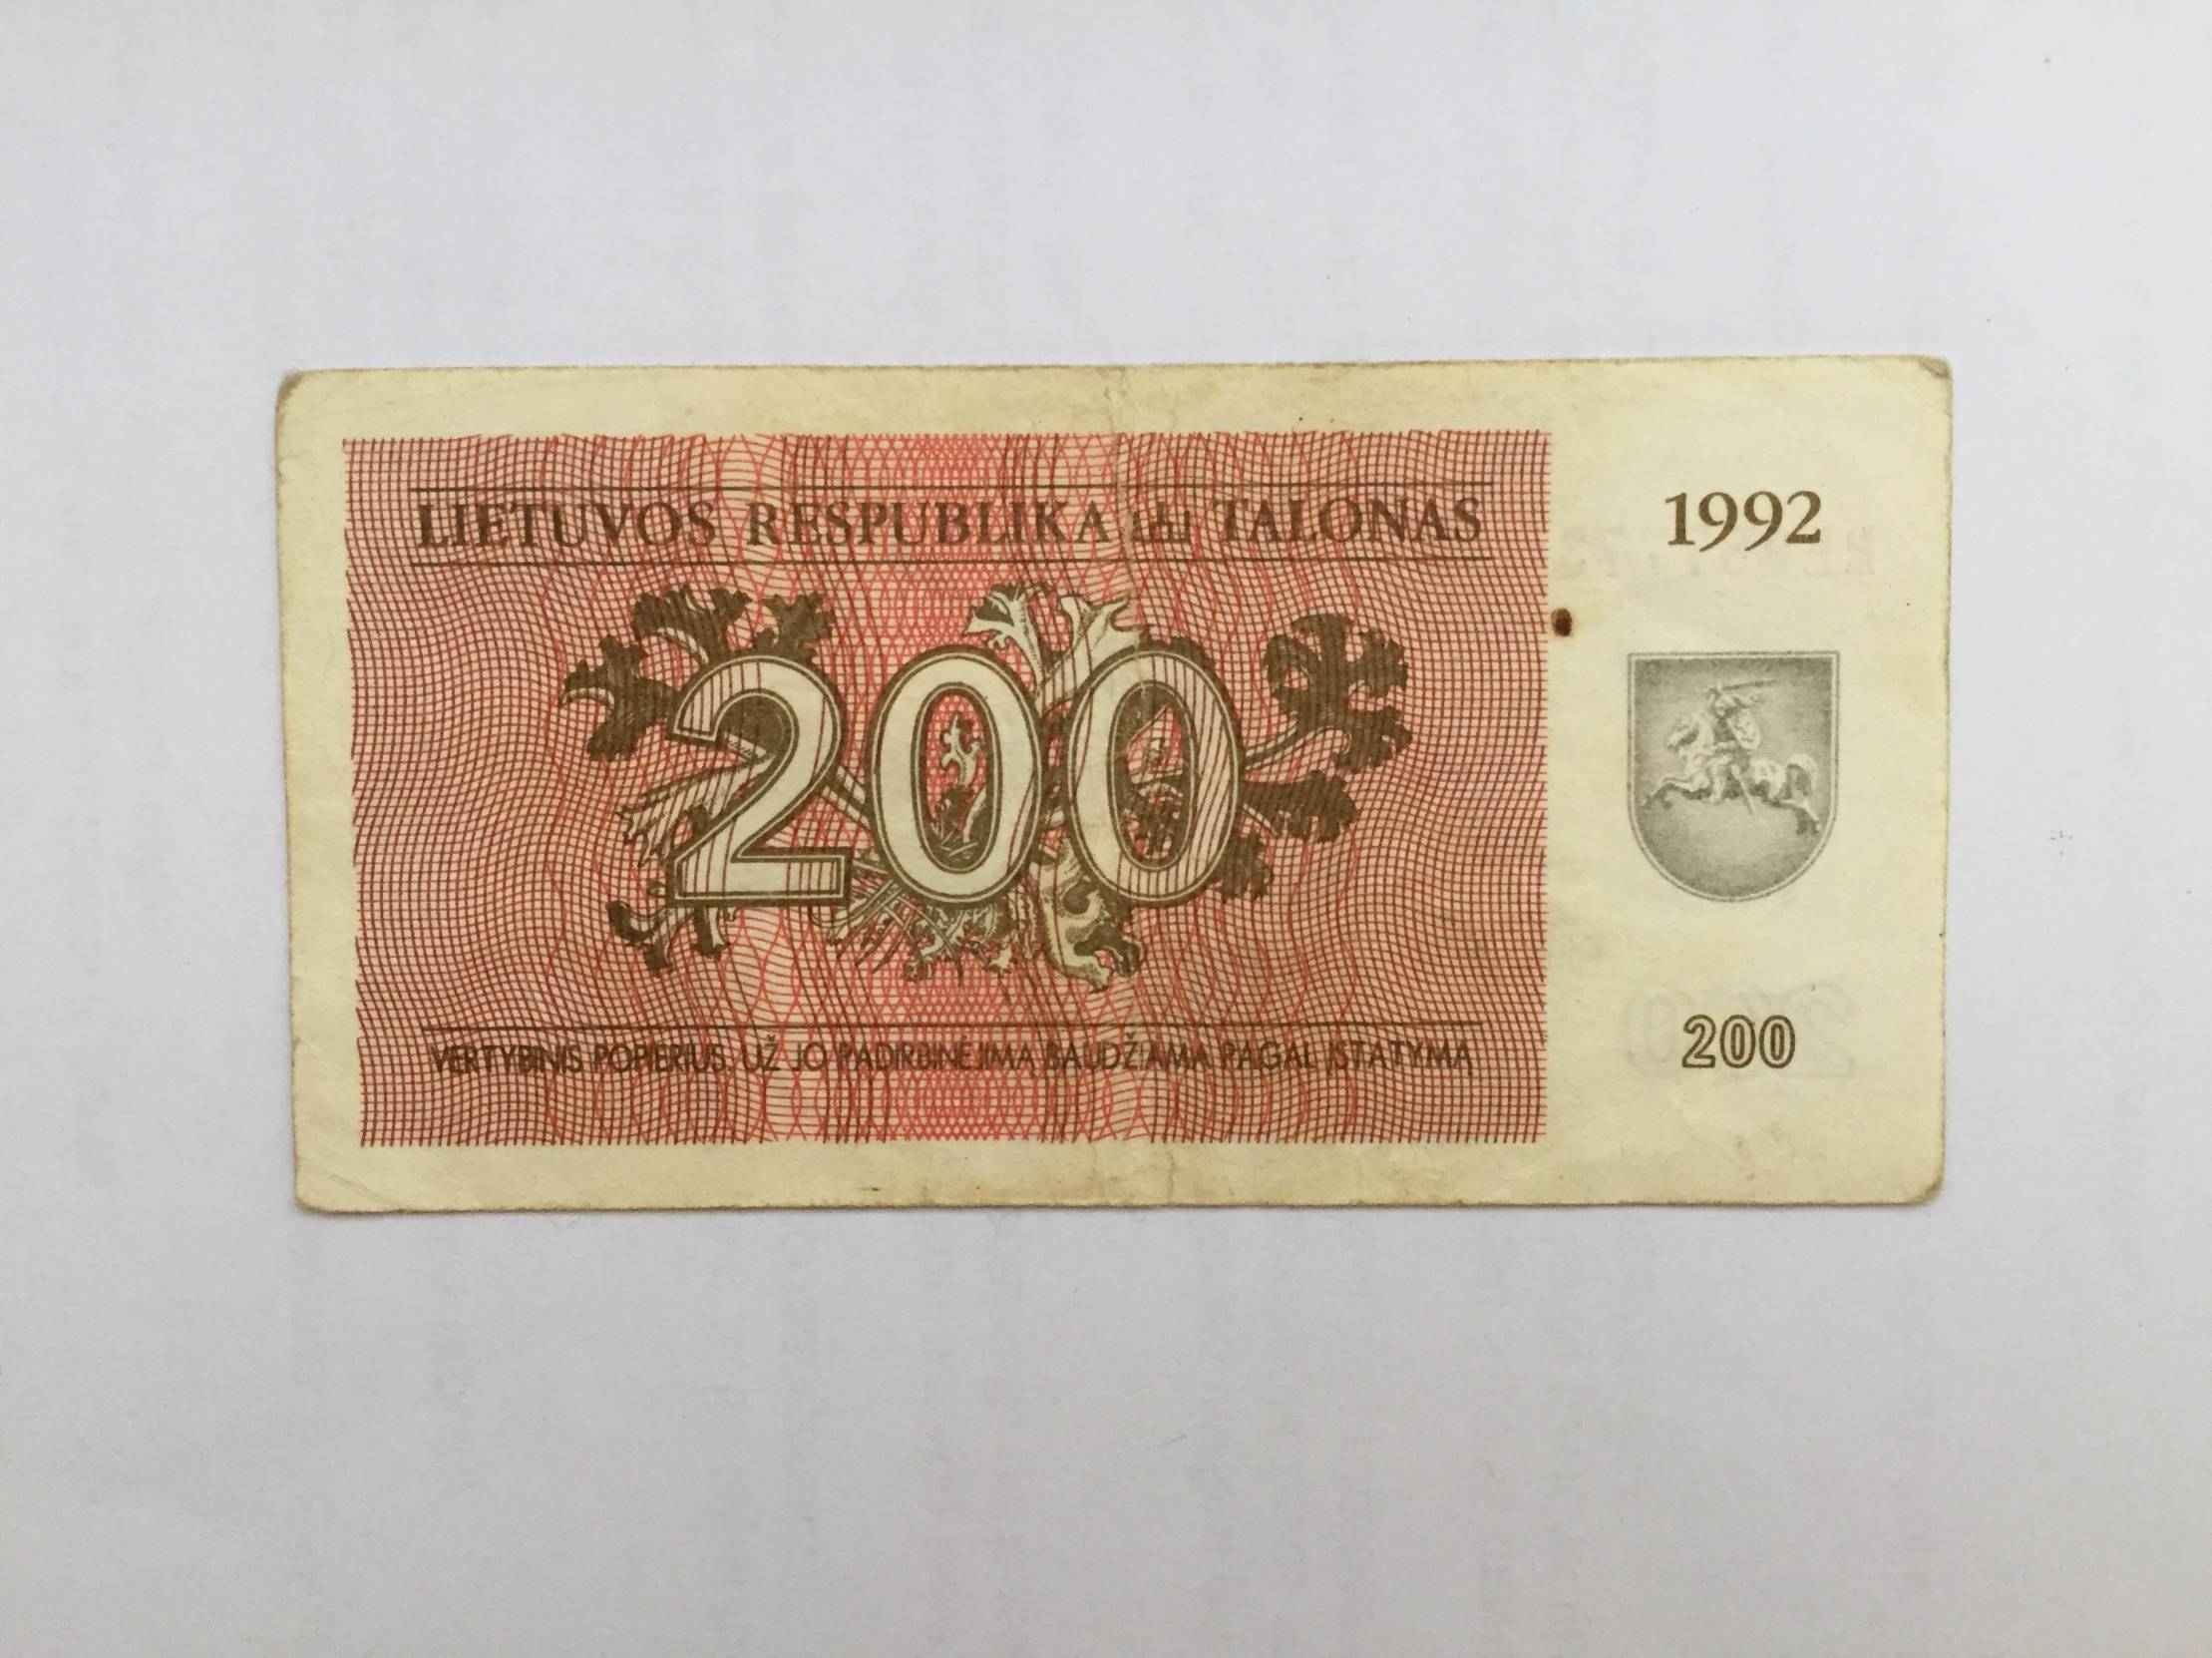 LIETUVOS RESPUBLIKA TALONAS
1992
200
VERTYBINIS POPIERIUS. UŽ JO PADIRBINĖJIMĄ BAUDŽIAMA PAGAL ĮSTATYMĄ
200